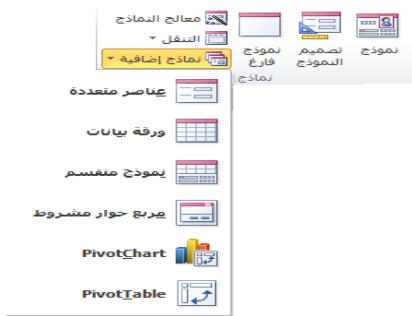 نموذج
تصميم النموذج
نموذج فارغ
معالج النماذج
التنقل
نماذج إضافية
نماذج
عناصر متعددة
ورقة بيانات
نموذج منقسم
مربع حوار مشروط
PivotChart
PivotTable